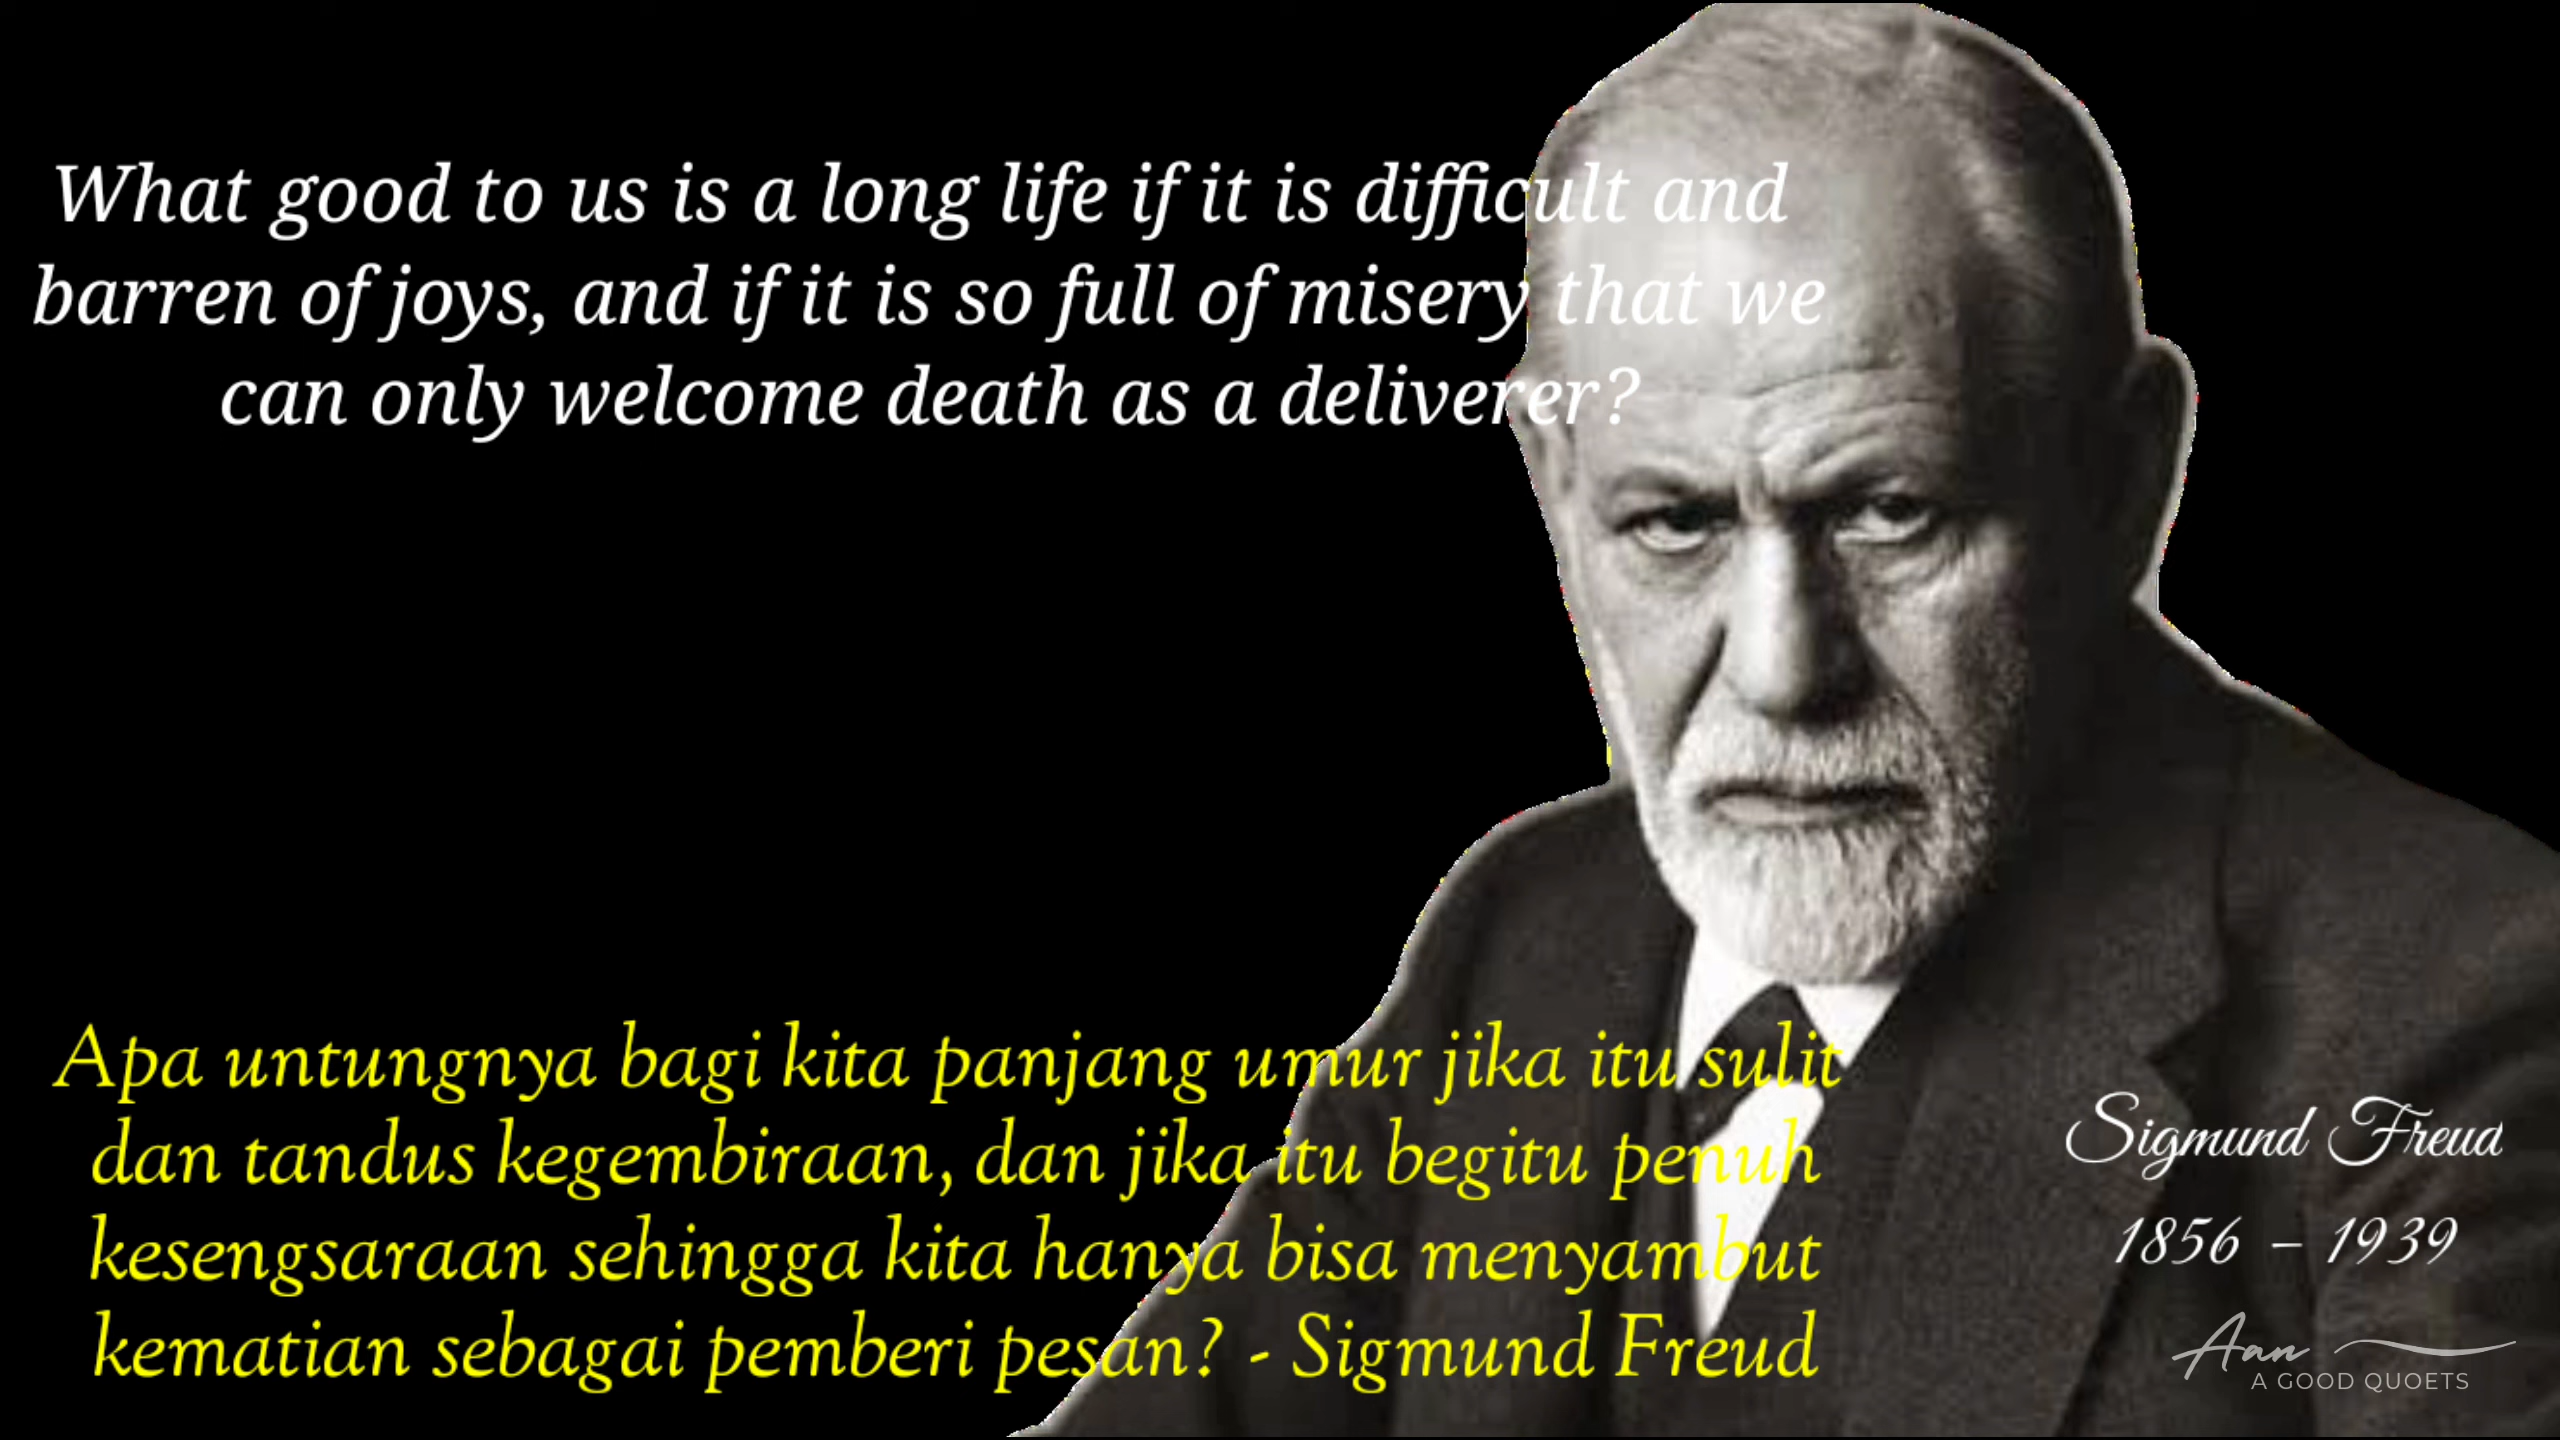 What good to us is a long life if it is difficult and
barren of joys, and if it is so full of misery that we
can only welcome death as a deliverer?
Apa untungnya bagi kita panjang umur jika itu sulit
dan tandus kegembiraan, dan jika itu begitu penuh
kesengsaraan sehingga kita hanya bisa menyambut
kematian sebagai pemberi pesan? - Sigmund Freud
Sigmund Freud
1856 – 1939
Aan
A GOOD QUOETS